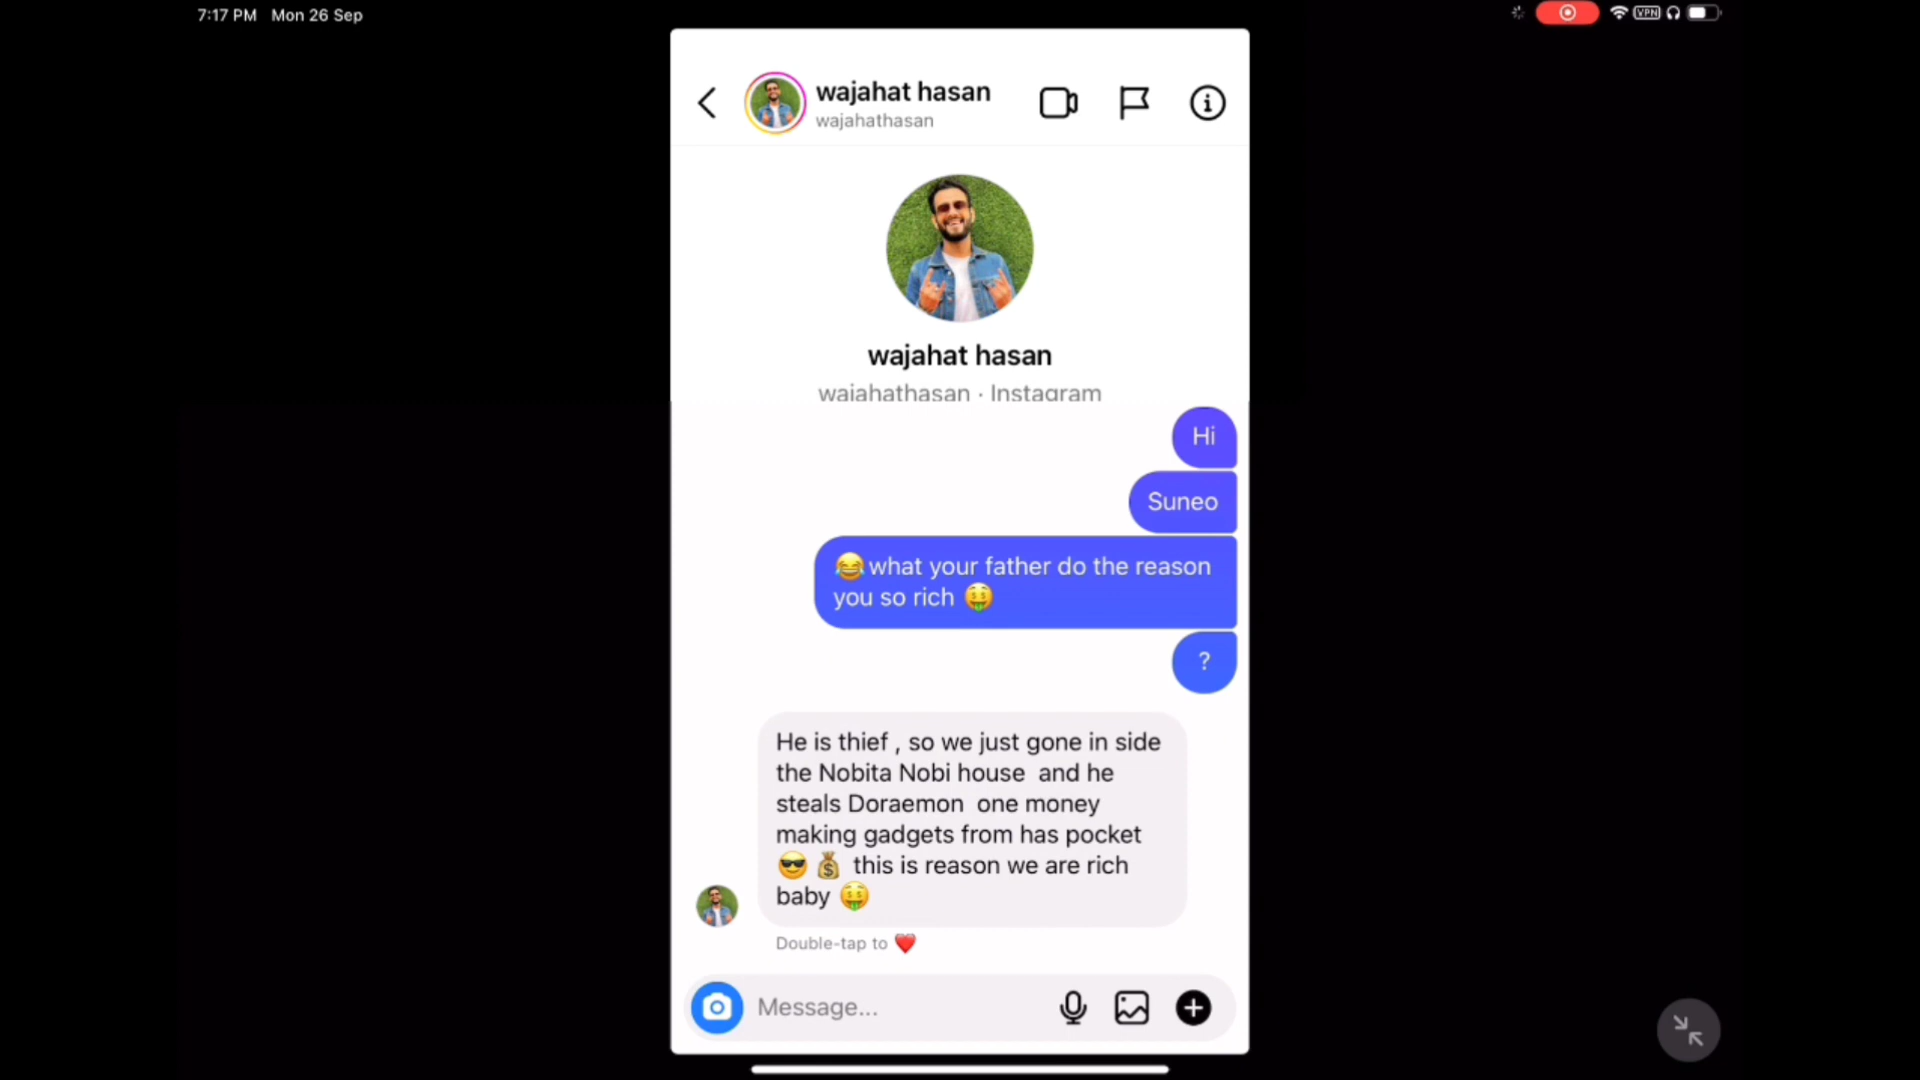 7:17 PM Mon 26 Sep
VPN
wajahat hasan
wajahathasan
wajahat hasan
wajahathasan · Instagram
Hi
Suneo
😂what your father do the reason
you so rich 🤑
?
He is thief , so we just gone in side
the Nobita Nobi house and he
steals Doraemon one money
making gadgets from has pocket
😎 💰 this is reason we are rich
baby 🤑
Double-tap to ❤️
Message...